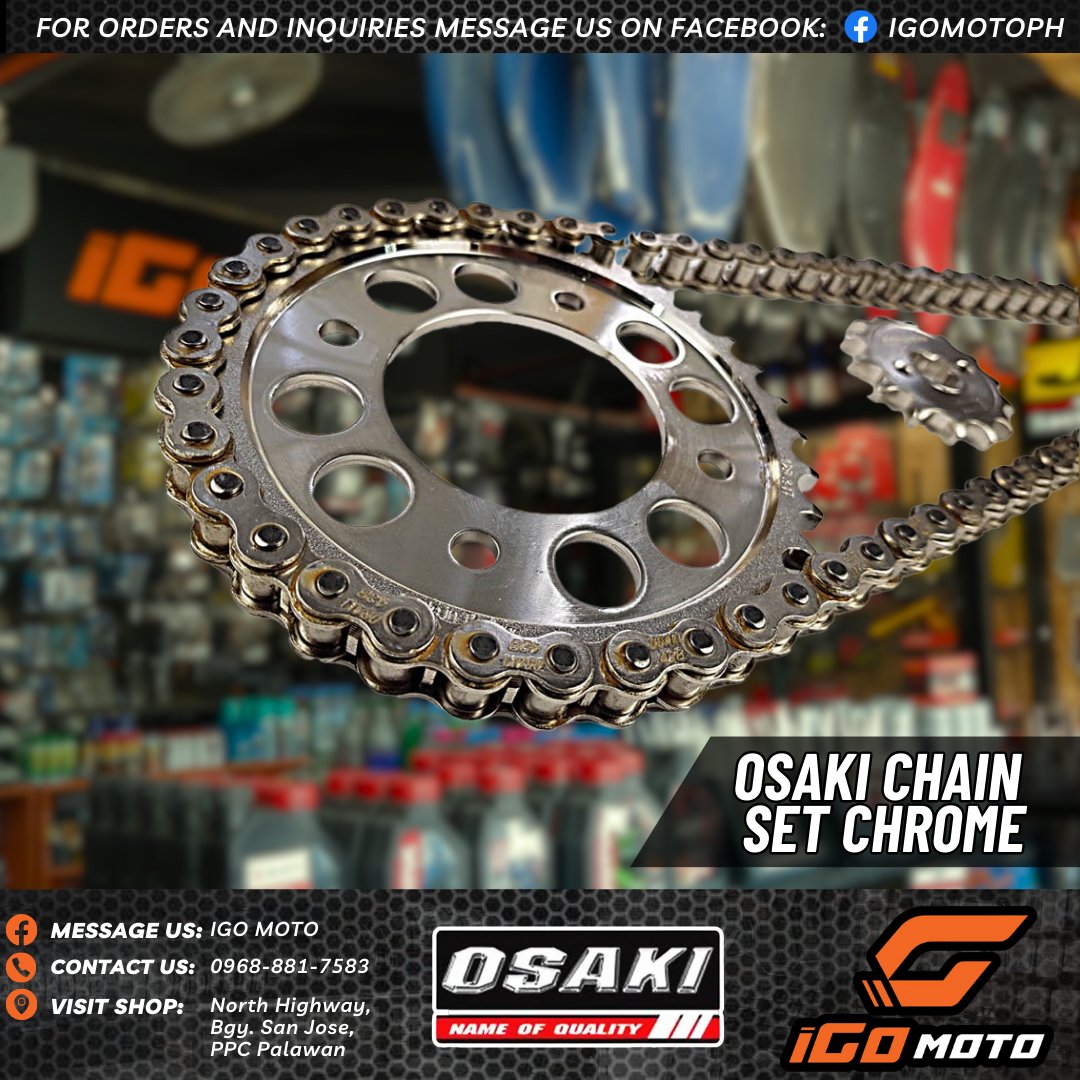 FOR ORDERS AND INQUIRIES MESSAGE US ON FACEBOOK: IGOMOTOPH
iGO
OSAKI CHAIN
SET CHROME
MESSAGE US: IGO MOTO
CONTACT US: 0968-881-7583
VISIT SHOP: North Highway,
Bgy. San Jose,
PPC Palawan
OSAKI
NAME OF QUALITY
iGO MOTO